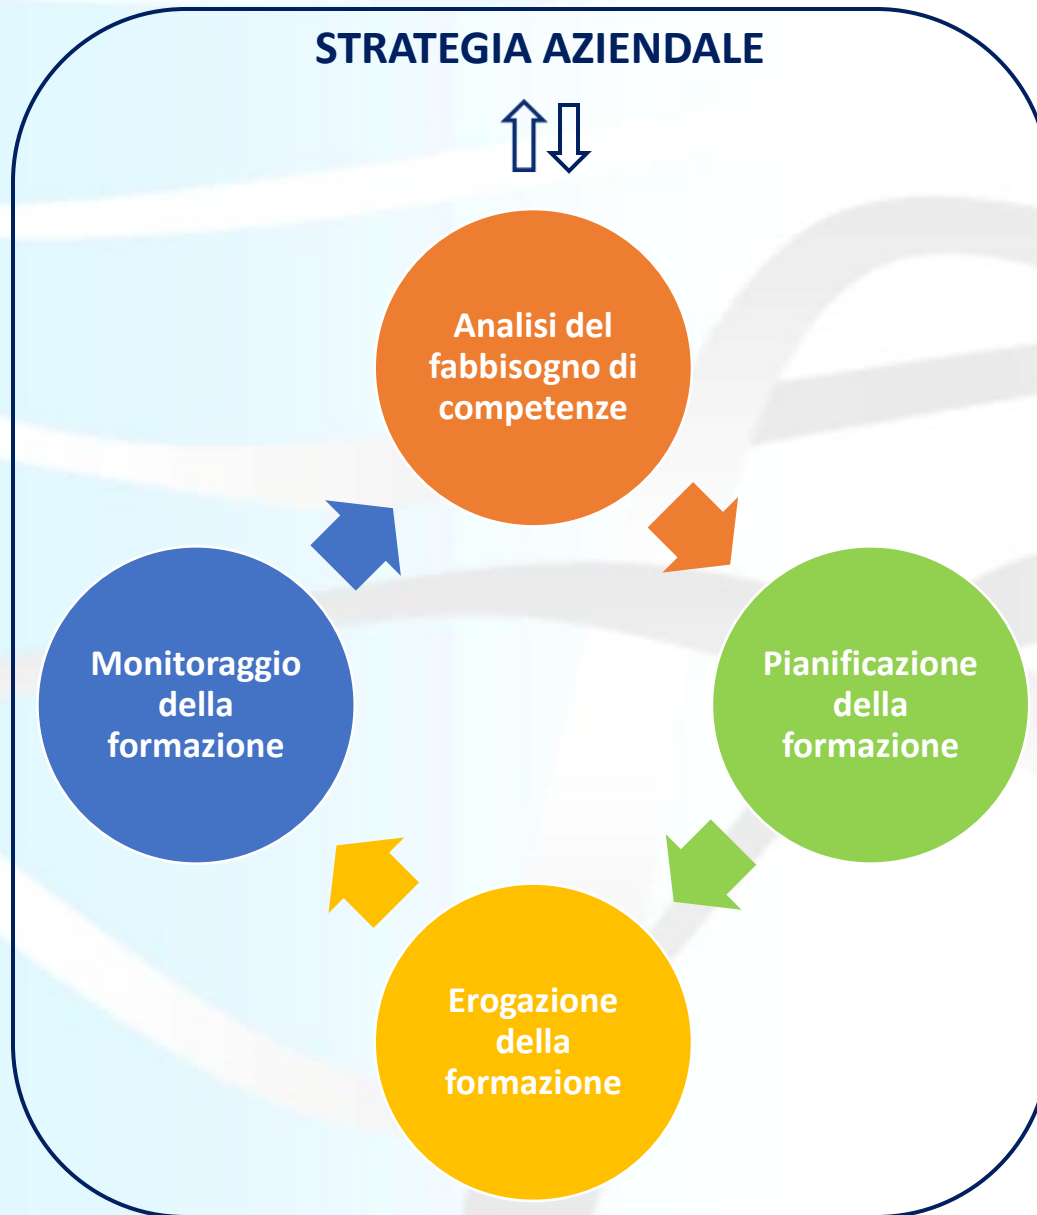 STRATEGIA AZIENDALE
Analisi del
fabbisogno di
competenze
Monitoraggio
della
formazione
Pianificazione
della
formazione
Erogazione
della
formazione